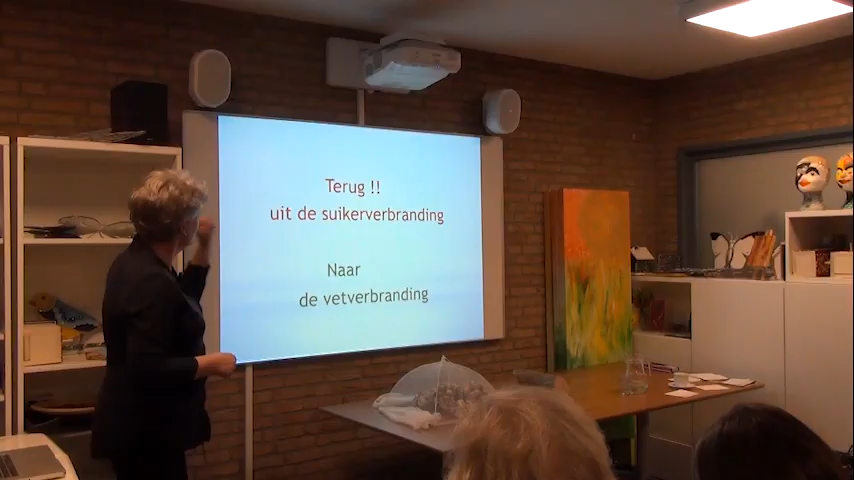 Terug !!
uit de suikerverbranding
Naar
de vetverbranding